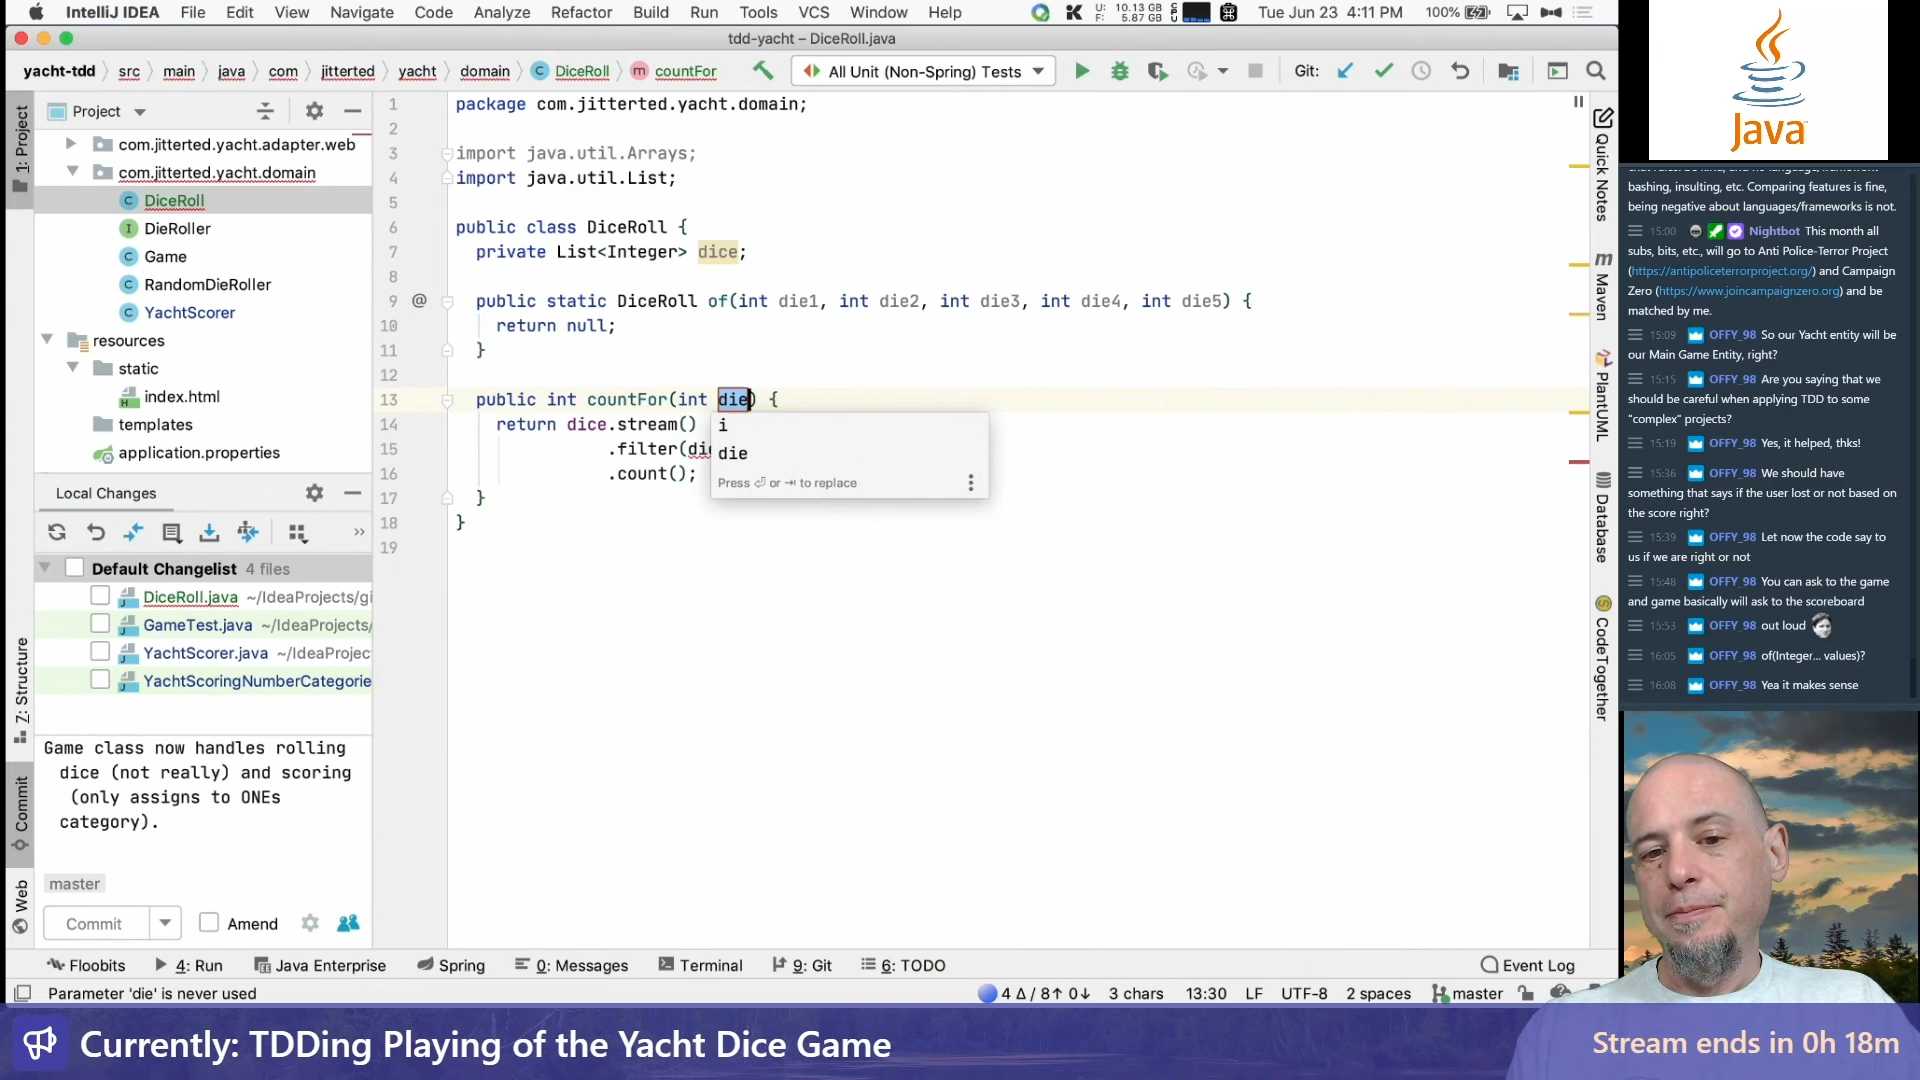 IntelliJ IDEA File Edit View Navigate Code Analyze Refactor Build Run Tools VCS Window Help
U: 10.13 GB
F: 5.87 GB
Tue Jun 23 4:11 PM 100%
tdd-yacht – DiceRoll.java
yacht-tdd src main java com jitterted yacht domain DiceRoll countFor
All Unit (Non-Spring) Tests
Git:
1: Project
Z: Structure
Commit
Web
Project
com.jitterted.yacht.adapter.web
com.jitterted.yacht.domain
DiceRoll
DieRoller
Game
RandomDieRoller
YachtScorer
resources
static
index.html
templates
application.properties
Local Changes
Default Changelist 4 files
DiceRoll.java ~/IdeaProjects/gi
GameTest.java ~/IdeaProjects/
YachtScorer.java ~/IdeaProjec
YachtScoringNumberCategorie
Game class now handles rolling
dice (not really) and scoring
(only assigns to ONEs
category).
master
Commit Amend
1 package com.jitterted.yacht.domain;
2
3 import java.util.Arrays;
4 import java.util.List;
5
6 public class DiceRoll {
7 private List<Integer> dice;
8
9 @ public static DiceRoll of(int die1, int die2, int die3, int die4, int die5) {
10 return null;
11 }
12
13 public int countFor(int die) {
14 return dice.stream()
15 .filter(die
16 .count();
17 }
18 }
19
i
die
Press ⏎ or ⇥ to replace
Quick Notes
Maven
PlantUML
Database
CodeTogether
Floobits 4: Run Java Enterprise Spring 0: Messages Terminal 9: Git 6: TODO Event Log
Parameter 'die' is never used
4 Δ / 8↑ 0↓ 3 chars 13:30 LF UTF-8 2 spaces master
Java
bashing, insulting, etc. Comparing features is fine,
being negative about languages/frameworks is not.
15:00 Nightbot This month all
subs, bits, etc., will go to Anti Police-Terror Project
(https://antipoliceterrorproject.org/) and Campaign
Zero (https://www.joincampaignzero.org) and be
matched by me.
15:09 OFFY_98 So our Yacht entity will be
our Main Game Entity, right?
15:15 OFFY_98 Are you saying that we
should be careful when applying TDD to some
"complex" projects?
15:19 OFFY_98 Yes, it helped, thks!
15:36 OFFY_98 We should have
something that says if the user lost or not based on
the score right?
15:39 OFFY_98 Let now the code say to
us if we are right or not
15:48 OFFY_98 You can ask to the game
and game basically will ask to the scoreboard
15:53 OFFY_98 out loud
16:05 OFFY_98 of(Integer... values)?
16:08 OFFY_98 Yea it makes sense
Currently: TDDing Playing of the Yacht Dice Game
Stream ends in 0h 18m